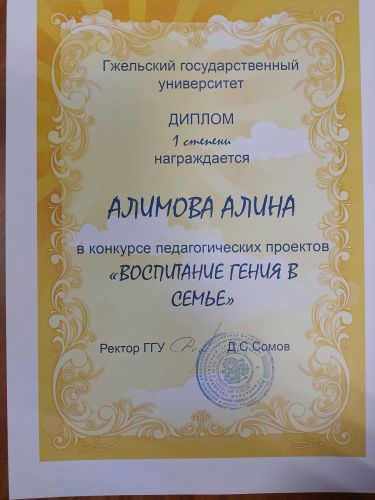 Гжельский государственный
университет
ДИПЛОМ
1 степени
награждается
АЛИМОВА АЛИНА
в конкурсе педагогических проектов
«ВОСПИТАНИЕ ГЕНИЯ В
СЕМЬЕ»
Ректор ГГУ Д.С.Сомов